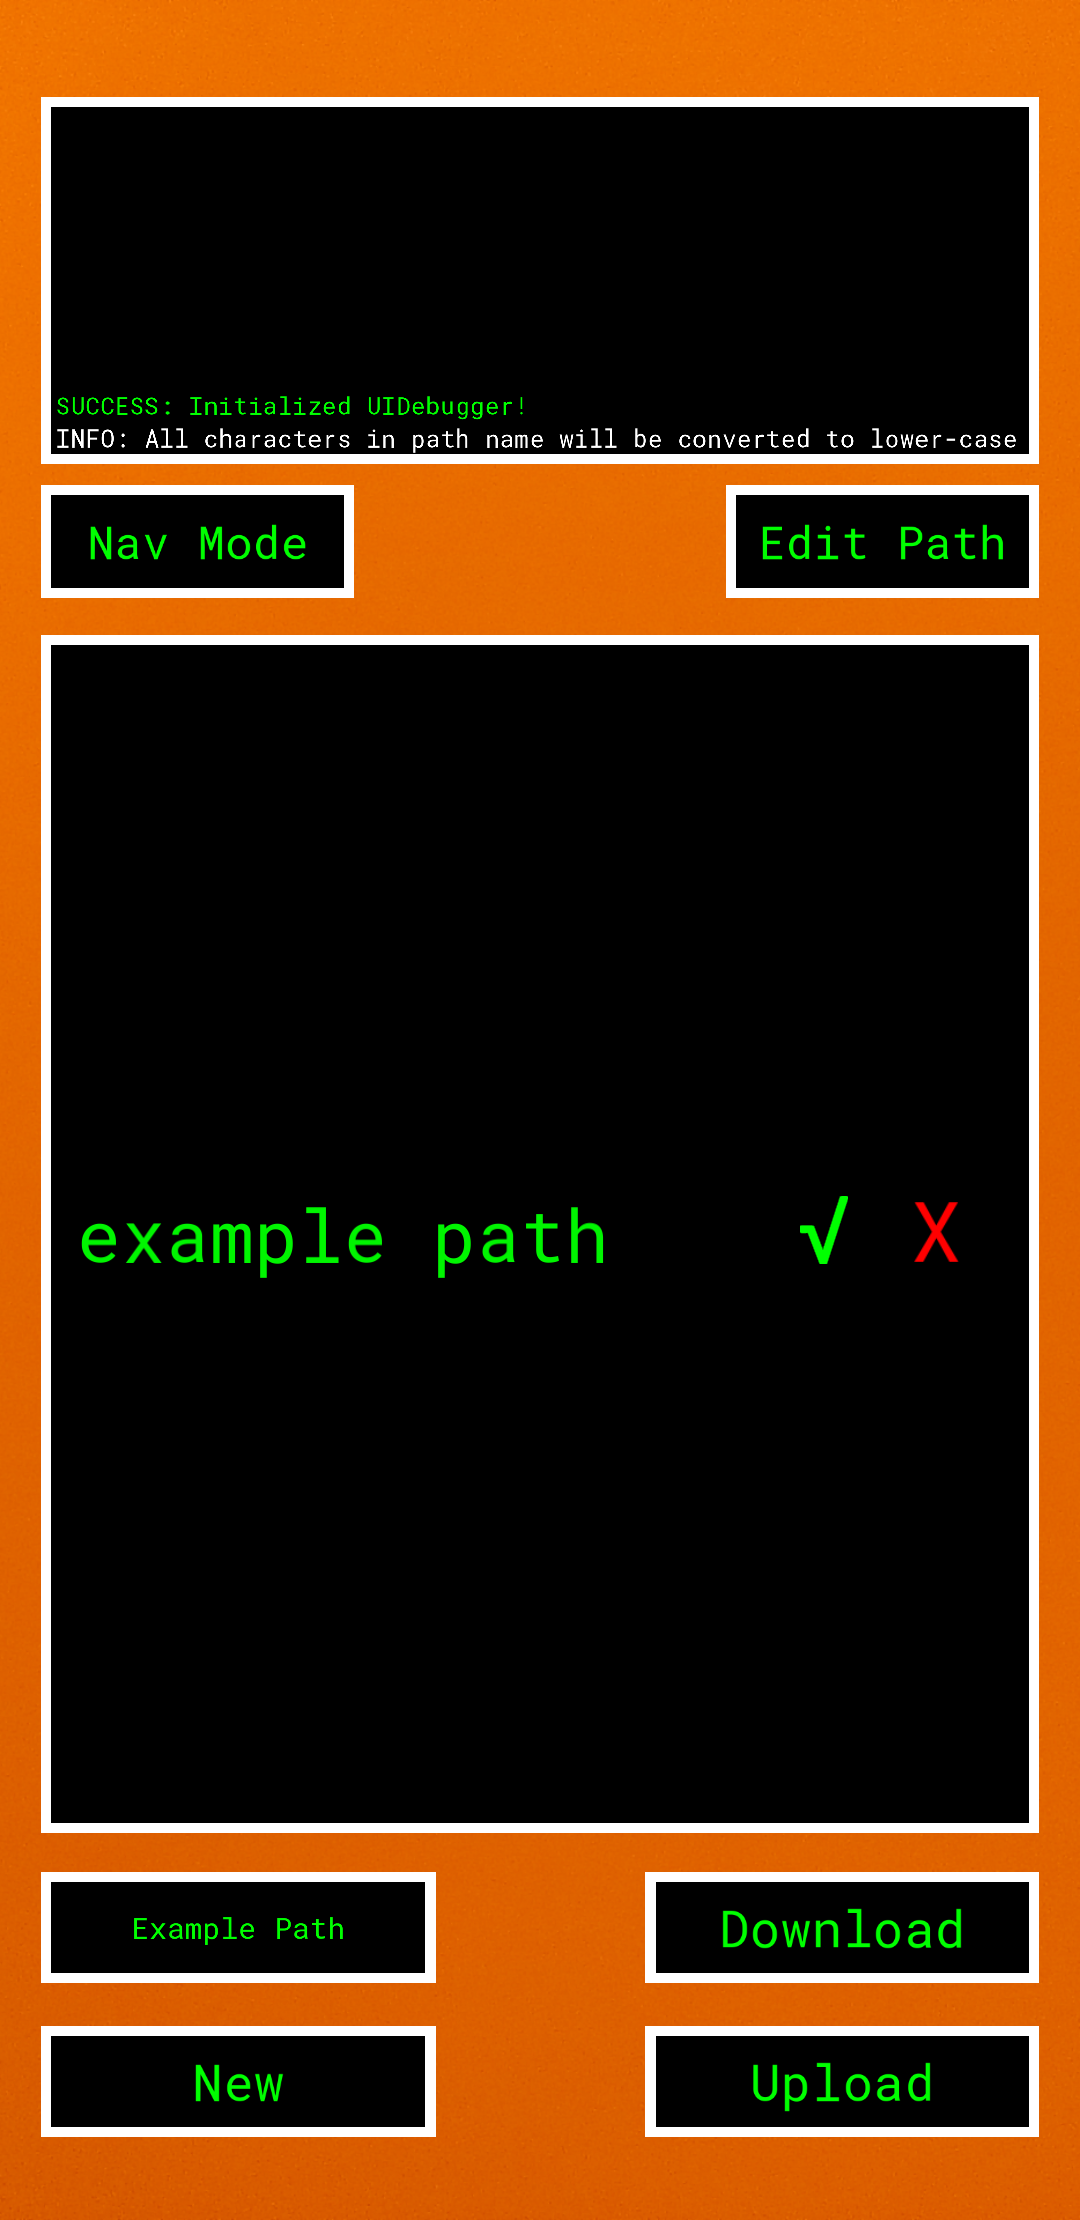 SUCCESS: Initialized UIDebugger!
INFO: All characters in path name will be converted to lower-case
Nav Mode
Edit Path
example path √ X
Example Path
Download
New
Upload